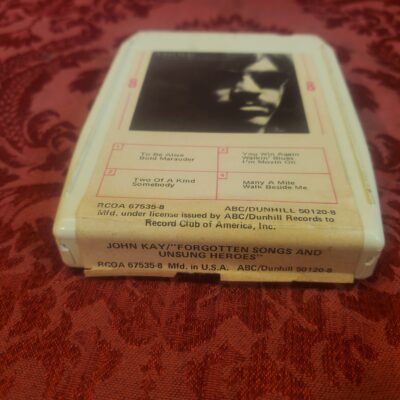 8 8
1
To Be Alive
Bold Marauder
2
Two Of A Kind
Somebody
3
You Win Again
Walkin' Blues
I'm Movin On
4
Many A Mile
Walk Beside Me
RCOA 67535-8 ABC/DUNHILL 50120-8
Mfd. under license issued by ABC/Dunhill Records to
Record Club of America, Inc.
JOHN KAY/"FORGOTTEN SONGS AND
UNSUNG HEROES"
RCOA 67535-8 Mfd. in U.S.A. ABC/Dunhill 50120-8